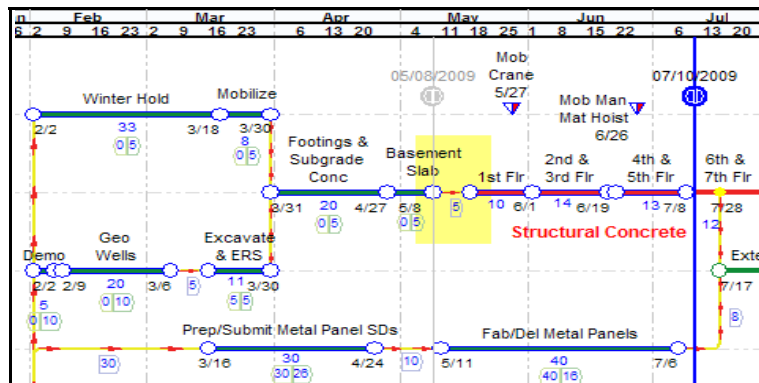 n Feb Mar Apr May Jun Jul
6 2 9 16 23 2 9 16 23 6 13 20 4 11 18 25 1 8 15 22 6 13 20
05/08/2009
Mob
Crane
5/27
07/10/2009
Mob Man
Mat Hoist
6/26
Winter Hold
Mobilize
2/2 33 3/18 8 3/30
0 5 0 5
Footings &
Subgrade
Conc
Basement
Slab
1st Flr
2nd &
3rd Flr
4th &
5th Flr
6th &
7th Flr
3/31 20 4/27 5/8 5 10 6/1 14 6/19 13 7/8 7/28
0 5 0 5 12
Structural Concrete
Demo
Geo
Wells
Excavate
& ERS
Exte
2/2 2/9 20 3/6 5 11 3/30 7/17
5 0 10 5 5
0 10
8
Prep/Submit Metal Panel SDs
Fab/Del Metal Panels
30 3/16 30 4/24 10 5/11 40 7/6
30 26 40 16